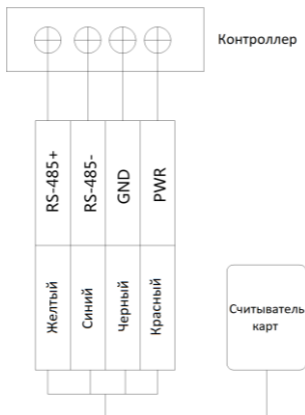 Контроллер
RS-485+
RS-485-
GND
PWR
Желтый
Синий
Черный
Красный
Считыватель
карт